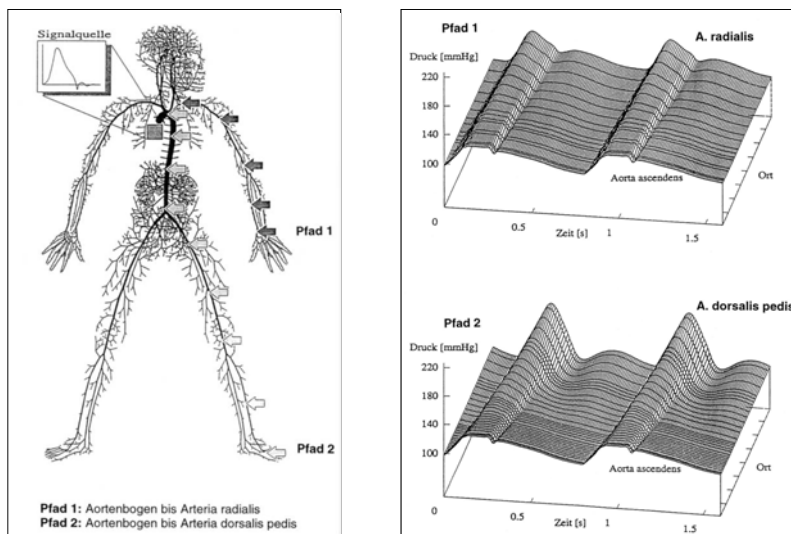 Signalquelle
Pfad 1
Pfad 2
Pfad 1: Aortenbogen bis Arteria radialis
Pfad 2: Aortenbogen bis Arteria dorsalis pedis
Pfad 1
A. radialis
Druck [mmHg]
220
180
140
100
Aorta ascendens
Ort
0
0.5
Zeit [s]
1
1.5
A. dorsalis pedis
Pfad 2
Druck [mmHg]
220
180
140
100
Aorta ascendens
Ort
0
0.5
Zeit [s]
1
1.5